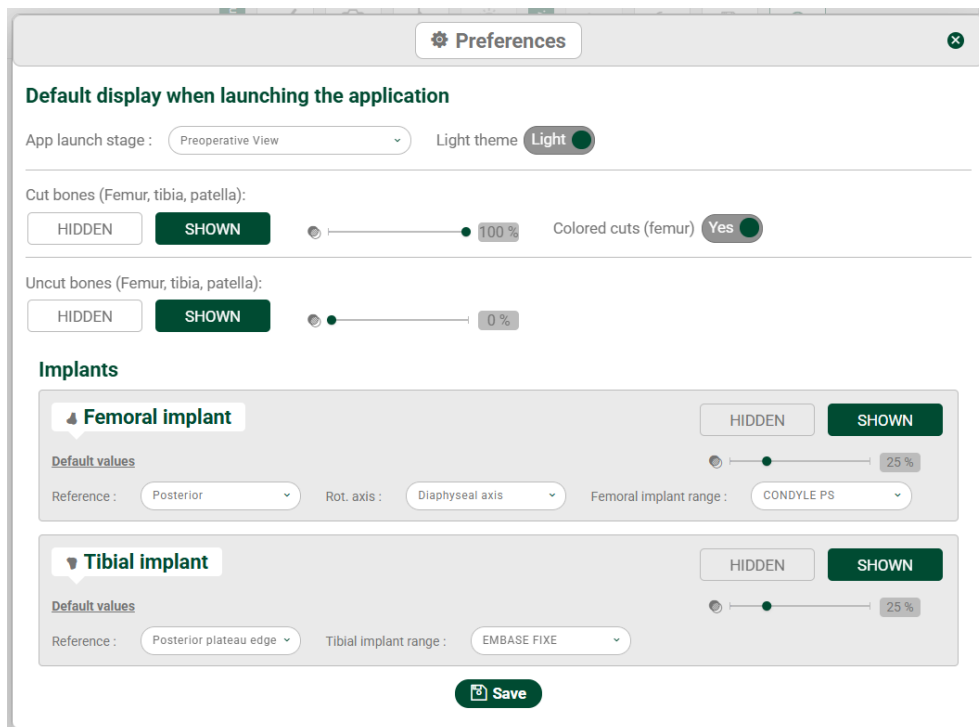 Preferences
Default display when launching the application
App launch stage : Preoperative View Light theme Light
Cut bones (Femur, tibia, patella):
HIDDEN SHOWN 100 % Colored cuts (femur) Yes
Uncut bones (Femur, tibia, patella):
HIDDEN SHOWN 0 %
Implants
Femoral implant HIDDEN SHOWN
Default values 25 %
Reference : Posterior Rot. axis : Diaphyseal axis Femoral implant range : CONDYLE PS
Tibial implant HIDDEN SHOWN
Default values 25 %
Reference : Posterior plateau edge Tibial implant range : EMBASE FIXE
Save